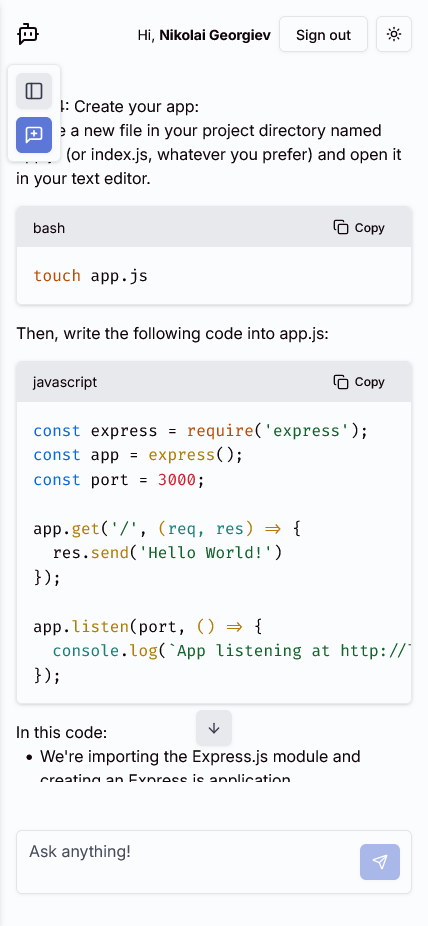 Hi, Nikolai Georgiev
Sign out
4: Create your app:
a new file in your project directory named
(or index.js, whatever you prefer) and open it
in your text editor.
bash
Copy
touch app.js
Then, write the following code into app.js:
javascript
Copy
const express = require('express');
const app = express();
const port = 3000;
app.get('/', (req, res) => {
res.send('Hello World!')
});
app.listen(port, () => {
console.log(`App listening at http://
});
In this code:
• We're importing the Express.js module and
creating an Express.js application
Ask anything!